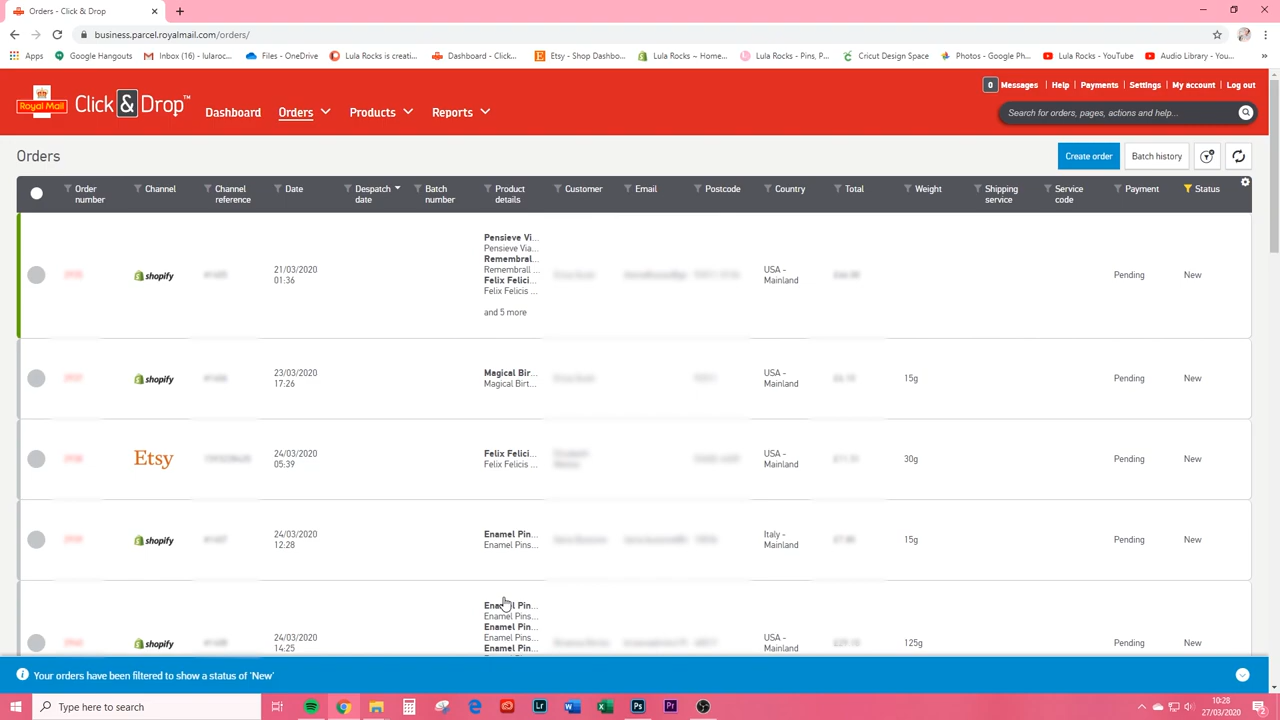 Orders - Click & Drop
business.parcel.royalmail.com/orders/
Apps
Google Hangouts
Inbox (192) - lularoc...
Files - OneDrive
Lula Rocks is creati...
Dashboard - Click...
Etsy - Shop Dashbo...
Lula Rocks ~ Home...
Lula Rocks - Pins, P...
Cricut Design Space
Photos - Google Ph...
Lula Rocks - YouTube
Audio Library - You...
0 Messages
Help
Payments
Settings
My account
Log out
Royal Mail
Click & Drop™
Dashboard
Orders
Products
Reports
Search for orders, pages, actions and help...
Orders
Create order
Batch history
Order number
Channel
Channel reference
Date
Despatch date
Batch number
Product details
Customer
Email
Postcode
Country
Total
Weight
Shipping service
Service code
Payment
Status
shopify
21/03/2020
01:36
Pensieve Vi...
Pensieve Via...
Remembral...
Remembrall ...
Felix Felici...
Felix Felicis ...
and 5 more
USA -
Mainland
Pending
New
shopify
23/03/2020
17:26
Magical Bir...
Magical Birt...
USA -
Mainland
15g
Pending
New
Etsy
24/03/2020
05:39
Felix Felici...
Felix Felicis ...
USA -
Mainland
30g
Pending
New
shopify
24/03/2020
12:28
Enamel Pin...
Enamel Pins...
Italy -
Mainland
15g
Pending
New
shopify
24/03/2020
14:25
Enamel Pin...
Enamel Pins...
Enamel Pin...
Enamel Pins...
Enamel Pin...
USA -
Mainland
125g
Pending
New
Your orders have been filtered to show a status of 'New'
Type here to search
10:28
27/03/2020
2